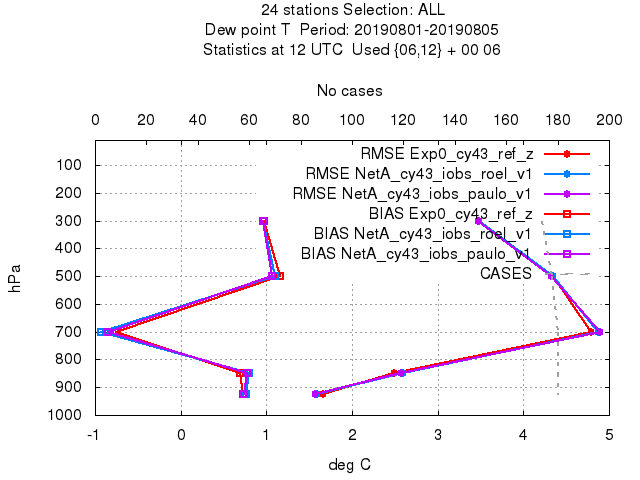 24 stations Selection: ALL
Dew point T  Period: 20190801-20190805
Statistics at 12 UTC  Used {06,12} + 00 06
No cases
0 20 40 60 80 100 120 140 160 180 200
100
200
300
400
500
600
700
800
900
1000
hPa
RMSE Exp0_cy43_ref_z
RMSE NetA_cy43_iobs_roel_v1
RMSE NetA_cy43_iobs_paulo_v1
BIAS Exp0_cy43_ref_z
BIAS NetA_cy43_iobs_roel_v1
BIAS NetA_cy43_iobs_paulo_v1
CASES
-1 0 1 2 3 4 5
deg C